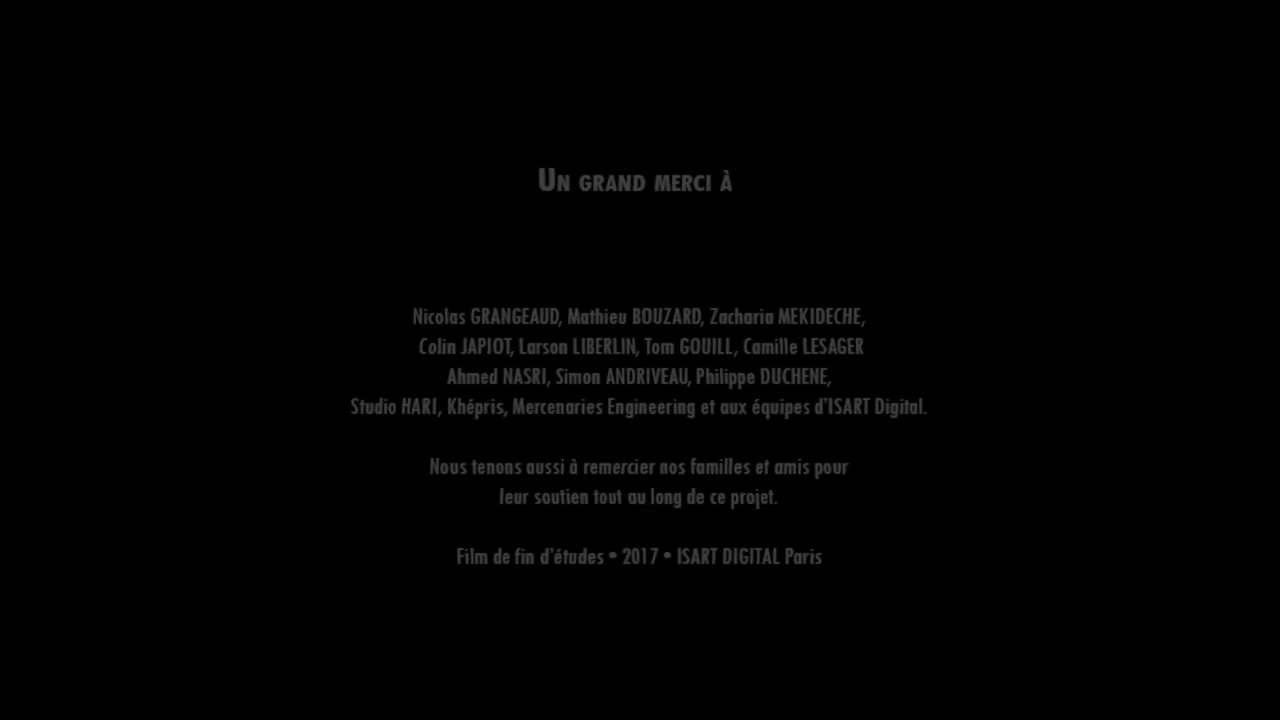 Un grand merci à
Nicolas GRANGEAUD, Mathieu BOUZARD, Zacharia MEKIDECHE,
Colin JAPIOT, Larson LIBERLIN, Tom GOUILL, Camille LESAGER
Ahmed NASRI, Simon ANDRIVEAU, Philippe DUCHENE,
Studio HARI, Khépris, Mercenaries Engineering et aux équipes d'ISART Digital.
Nous tenons aussi à remercier nos familles et amis pour
leur soutien tout au long de ce projet.
Film de fin d'études • 2017 • ISART DIGITAL Paris